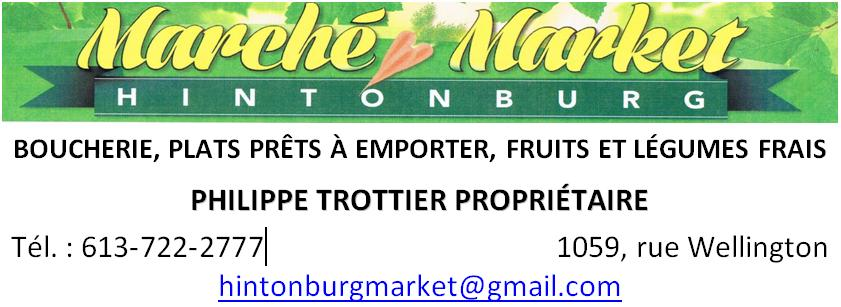 Marché Market
HINTONBURG
BOUCHERIE, PLATS PRÊTS À EMPORTER, FRUITS ET LÉGUMES FRAIS
PHILIPPE TROTTIER PROPRIÉTAIRE
Tél. : 613-722-2777 1059, rue Wellington
hintonburgmarket@gmail.com